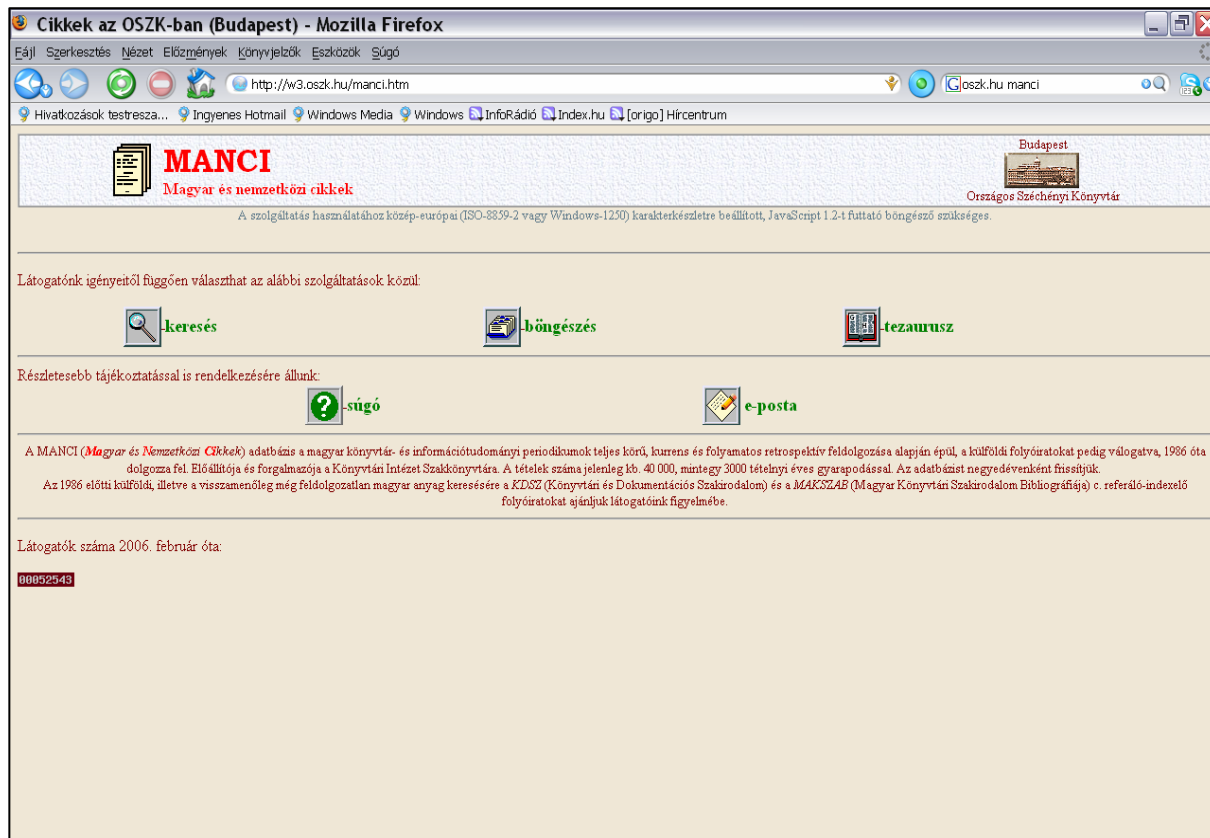 Cikkek az OSZK-ban (Budapest) - Mozilla Firefox
Fájl Szerkesztés Nézet Előzmények Könyvjelzők Eszközök Súgó
http://w3.oszk.hu/manci.htm
oszk.hu manci
Hivatkozások testresza... Ingyenes Hotmail Windows Media Windows InfoRádió Index.hu [origo] Hírcentrum
MANCI
Magyar és nemzetközi cikkek
Budapest
Országos Széchényi Könyvtár
A szolgáltatás használatához közép-európai (ISO-8859-2 vagy Windows-1250) karakterkészletre beállított, JavaScript 1.2-t futtató böngésző szükséges.
Látogatónk igényeitől függően választhat az alábbi szolgáltatások közül:
-keresés
-böngészés
-tezaurusz
Részletesebb tájékoztatással is rendelkezésére állunk:
-súgó
e-posta
A MANCI (Magyar és Nemzetközi Cikkek) adatbázis a magyar könyvtár- és információtudományi periodikumok teljes körű, kurrens és folyamatos retrospektív feldolgozása alapján épül, a külföldi folyóiratokat pedig válogatva, 1986 óta
dolgozza fel. Előállítója és forgalmazója a Könyvtári Intézet Szakkönyvtára. A tételek száma jelenleg kb. 40 000, mintegy 3000 tételnyi éves gyarapodással. Az adatbázist negyedévenként frissítjük.
Az 1986 előtti külföldi, illetve a visszamenőleg még feldolgozatlan magyar anyag keresésére a KDSZ (Könyvtári és Dokumentációs Szakirodalom) és a MAKSZAB (Magyar Könyvtári Szakirodalom Bibliográfiája) c. referáló-indexelő
folyóiratokat ajánljuk látogatóink figyelmébe.
Látogatók száma 2006. február óta:
00052543